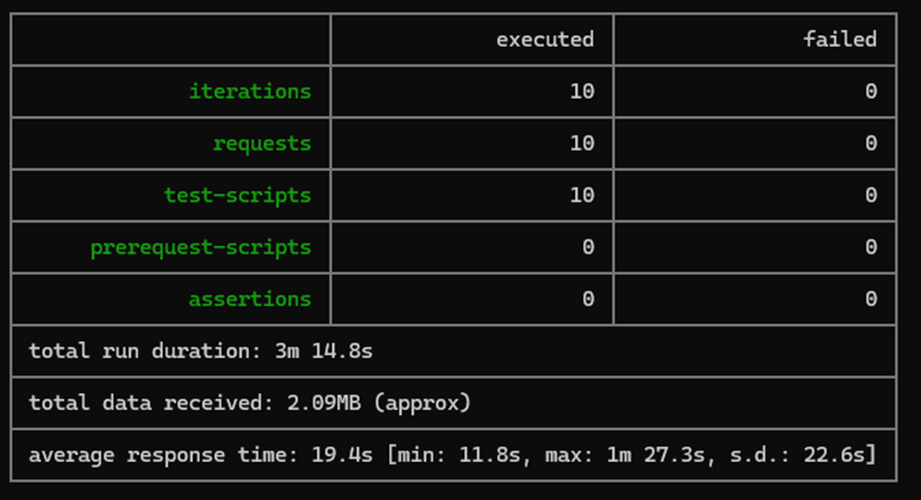 executed failed
iterations 10 0
requests 10 0
test-scripts 10 0
prerequest-scripts 0 0
assertions 0 0
total run duration: 3m 14.8s
total data received: 2.09MB (approx)
average response time: 19.4s [min: 11.8s, max: 1m 27.3s, s.d.: 22.6s]